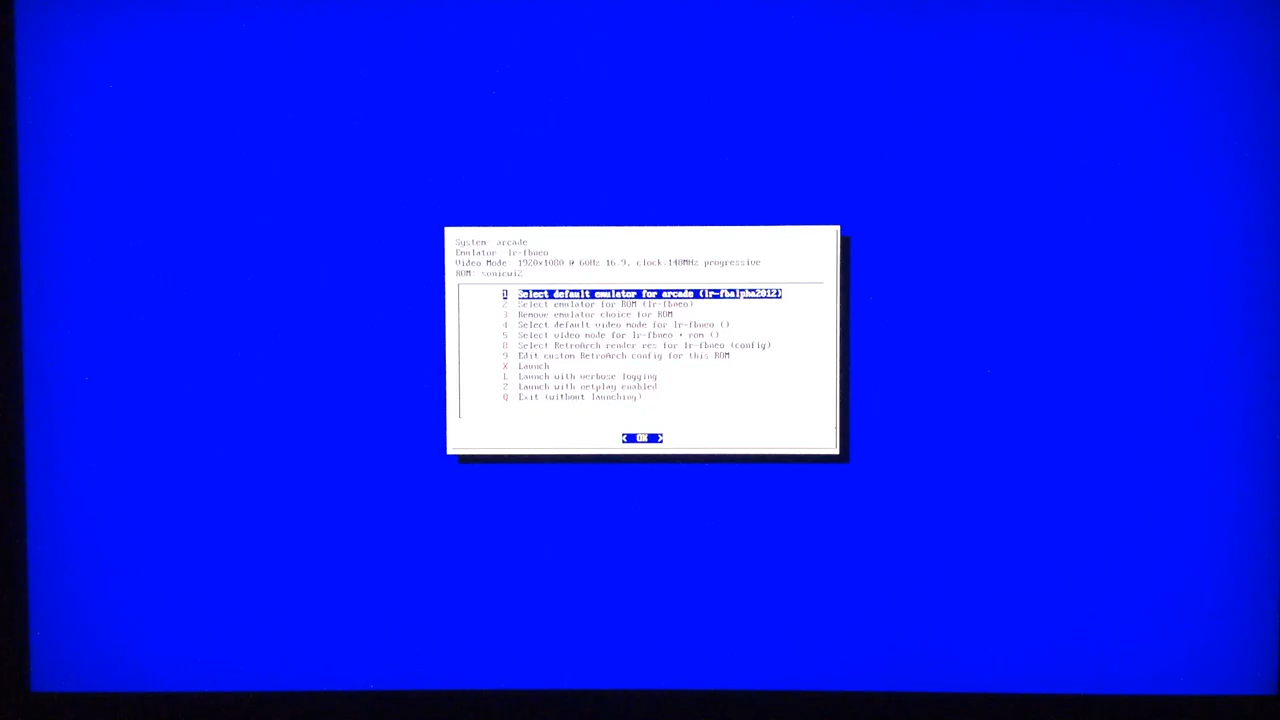 System: arcade
Emulator: lr-fbneo
Video Mode: 1920x1080 @ 60Hz 16:9, clock:148MHz progressive
ROM: sonicwi2
1 Select default emulator for arcade (lr-fbalpha2012)
2 Select emulator for ROM (lr-fbneo)
3 Remove emulator choice for ROM
4 Select default video mode for lr-fbneo ()
5 Select video mode for lr-fbneo + rom ()
8 Select RetroArch render res for lr-fbneo (config)
9 Edit custom RetroArch config for this ROM
X Launch
L Launch with verbose logging
Z Launch with netplay enabled
Q Exit (without launching)
< OK >